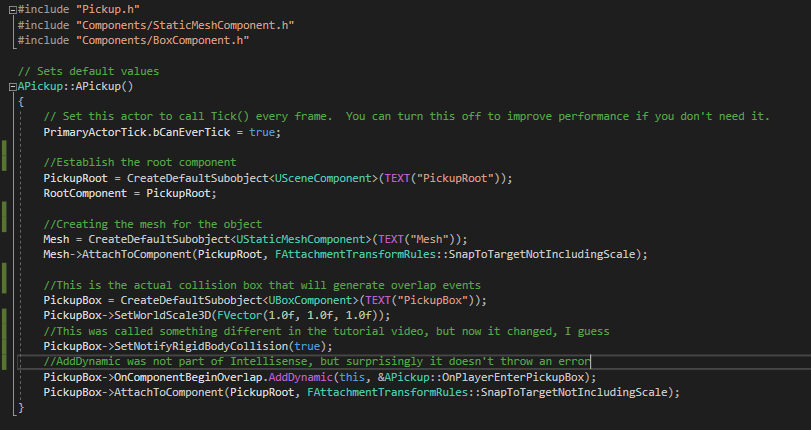 #include "Pickup.h"
#include "Components/StaticMeshComponent.h"
#include "Components/BoxComponent.h"
// Sets default values
APickup::APickup()
{
// Set this actor to call Tick() every frame.  You can turn this off to improve performance if you don't need it.
PrimaryActorTick.bCanEverTick = true;
//Establish the root component
PickupRoot = CreateDefaultSubobject<USceneComponent>(TEXT("PickupRoot"));
RootComponent = PickupRoot;
//Creating the mesh for the object
Mesh = CreateDefaultSubobject<UStaticMeshComponent>(TEXT("Mesh"));
Mesh->AttachToComponent(PickupRoot, FAttachmentTransformRules::SnapToTargetNotIncludingScale);
//This is the actual collision box that will generate overlap events
PickupBox = CreateDefaultSubobject<UBoxComponent>(TEXT("PickupBox"));
PickupBox->SetWorldScale3D(FVector(1.0f, 1.0f, 1.0f));
//This was called something different in the tutorial video, but now it changed, I guess
PickupBox->SetNotifyRigidBodyCollision(true);
//AddDynamic was not part of Intellisense, but surprisingly it doesn't throw an error
PickupBox->OnComponentBeginOverlap.AddDynamic(this, &APickup::OnPlayerEnterPickupBox);
PickupBox->AttachToComponent(PickupRoot, FAttachmentTransformRules::SnapToTargetNotIncludingScale);
}